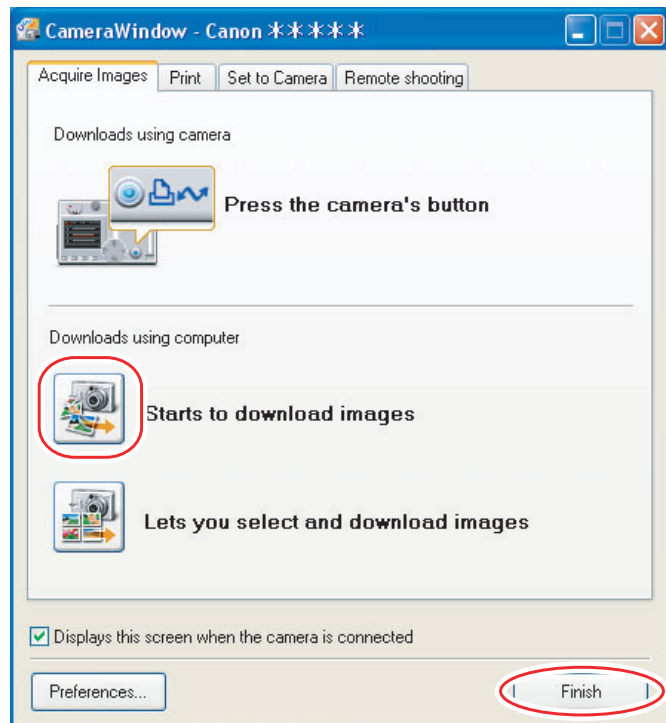 CameraWindow - Canon *****
Acquire Images Print Set to Camera Remote shooting
Downloads using camera
Press the camera's button
Downloads using computer
Starts to download images
Lets you select and download images
Displays this screen when the camera is connected
Preferences... Finish